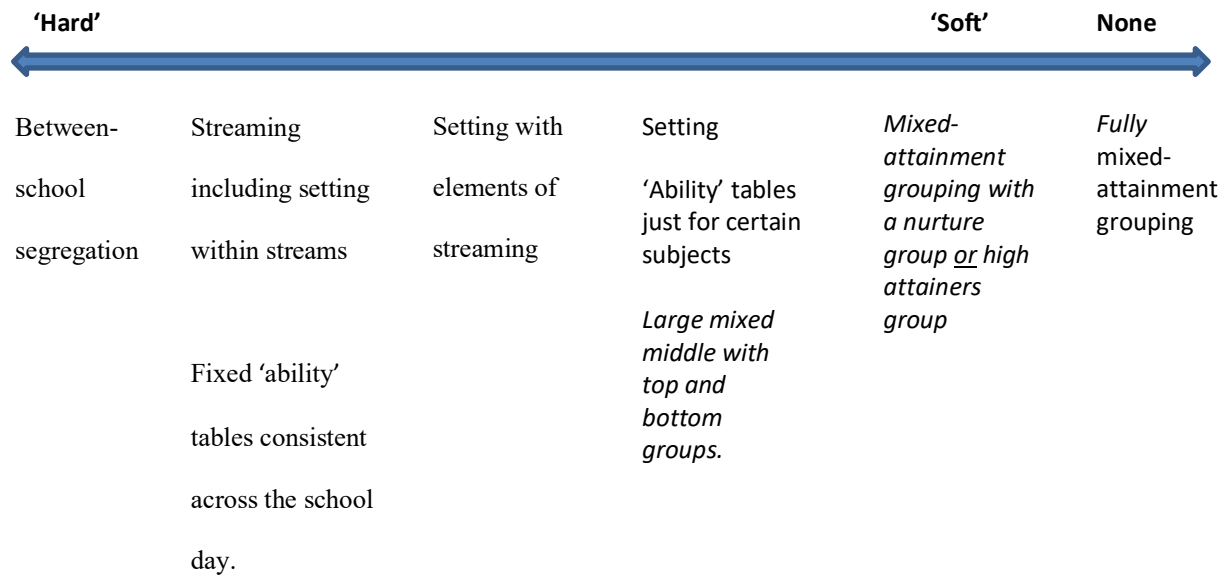 ‘Hard’
‘Soft’
None
Between-
school
segregation
Streaming
including setting
within streams
Fixed ‘ability’
tables consistent
across the school
day.
Setting with
elements of
streaming
Setting
‘Ability’ tables
just for certain
subjects
Large mixed
middle with
top and
bottom
groups.
Mixed-
attainment
grouping with
a nurture
group or high
attainers
group
Fully
mixed-
attainment
grouping